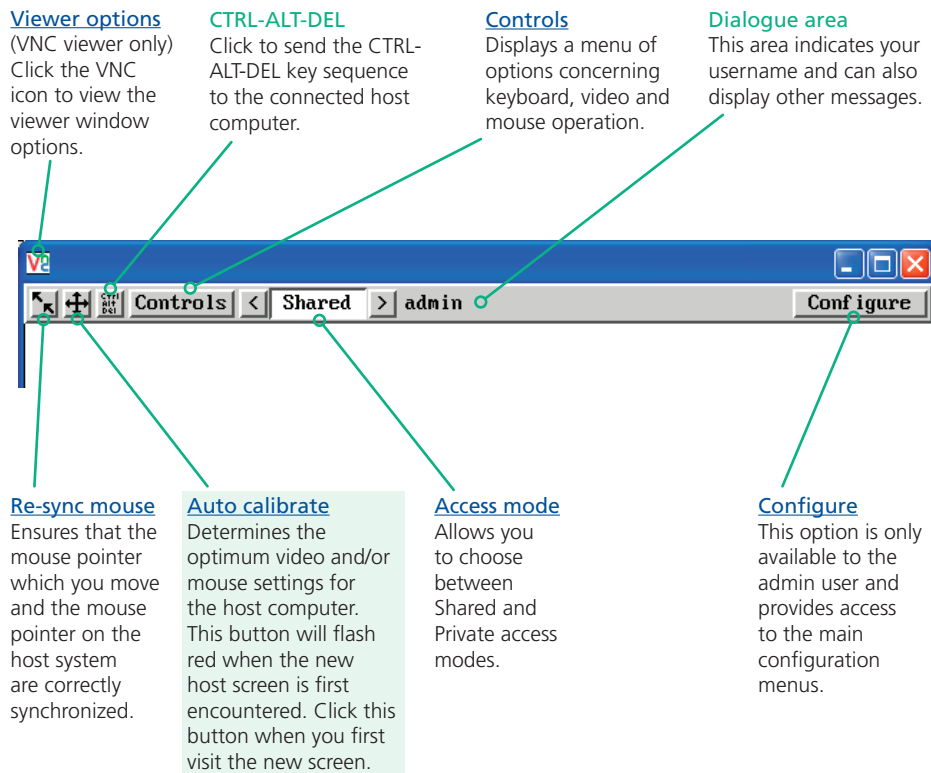 Viewer options
(VNC viewer only)
Click the VNC
icon to view the
viewer window
options.
CTRL-ALT-DEL
Click to send the CTRL-
ALT-DEL key sequence
to the connected host
computer.
Controls
Displays a menu of
options concerning
keyboard, video and
mouse operation.
Dialogue area
This area indicates your
username and can also
display other messages.
V2
Ctrl
Alt
Del
Controls < Shared > admin Configure
Re-sync mouse
Ensures that the
mouse pointer
which you move
and the mouse
pointer on the
host system
are correctly
synchronized.
Auto calibrate
Determines the
optimum video and/or
mouse settings for
the host computer.
This button will flash
red when the new
host screen is first
encountered. Click this
button when you first
visit the new screen.
Access mode
Allows you
to choose
between
Shared and
Private access
modes.
Configure
This option is only
available to the
admin user and
provides access
to the main
configuration
menus.